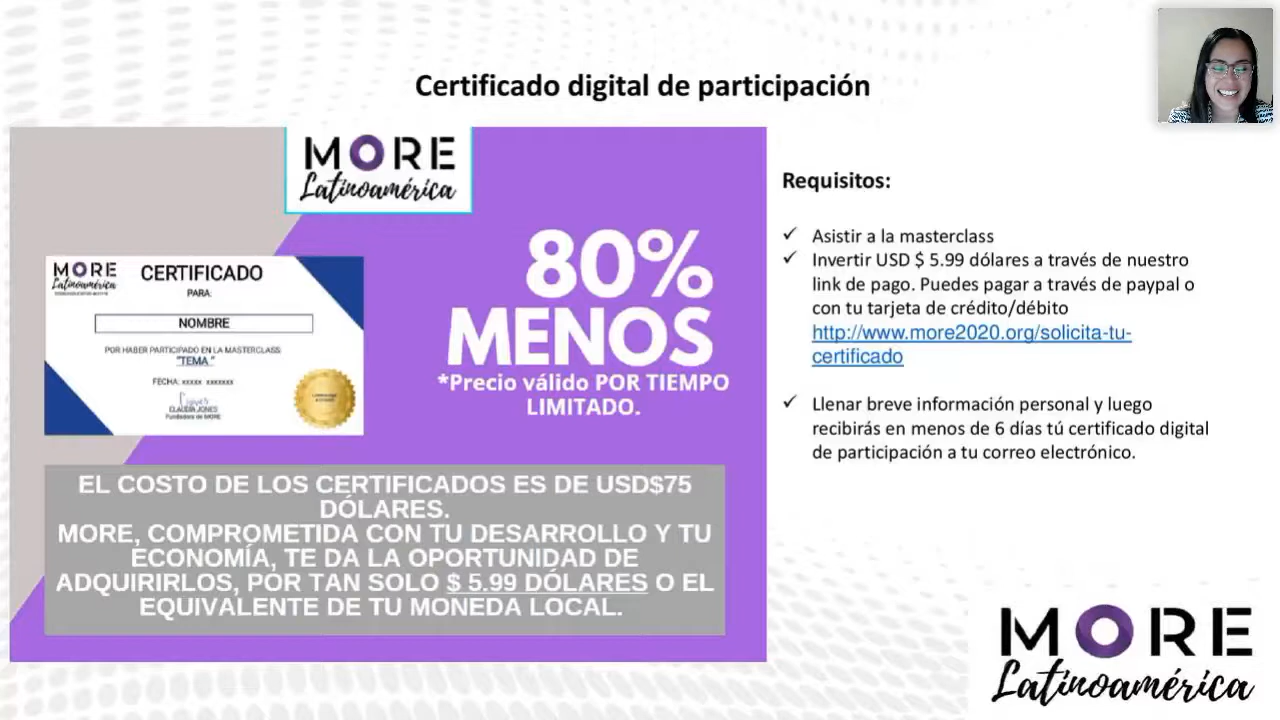 Certificado digital de participación
MORE
Latinoamérica
80%
MENOS
*Precio válido POR TIEMPO
LIMITADO.
MORE
Latinoamérica
CERTIFICADO
PARA:
NOMBRE
POR HABER PARTICIPADO EN LA MASTERCLASS:
"TEMA "
FECHA: xxxxx xxxxxxx
CLAUDIA JONES
Fundadora de MORE
EL COSTO DE LOS CERTIFICADOS ES DE USD$75
DÓLARES.
MORE, COMPROMETIDA CON TU DESARROLLO Y TU
ECONOMÍA, TE DA LA OPORTUNIDAD DE
ADQUIRIRLOS, POR TAN SOLO $ 5.99 DÓLARES O EL
EQUIVALENTE DE TU MONEDA LOCAL.
Requisitos:
✓ Asistir a la masterclass
✓ Invertir USD $ 5.99 dólares a través de nuestro
link de pago. Puedes pagar a través de paypal o
con tu tarjeta de crédito/débito
http://www.more2020.org/solicita-tu-
certificado
✓ Llenar breve información personal y luego
recibirás en menos de 6 días tú certificado digital
de participación a tu correo electrónico.
MORE
Latinoamérica